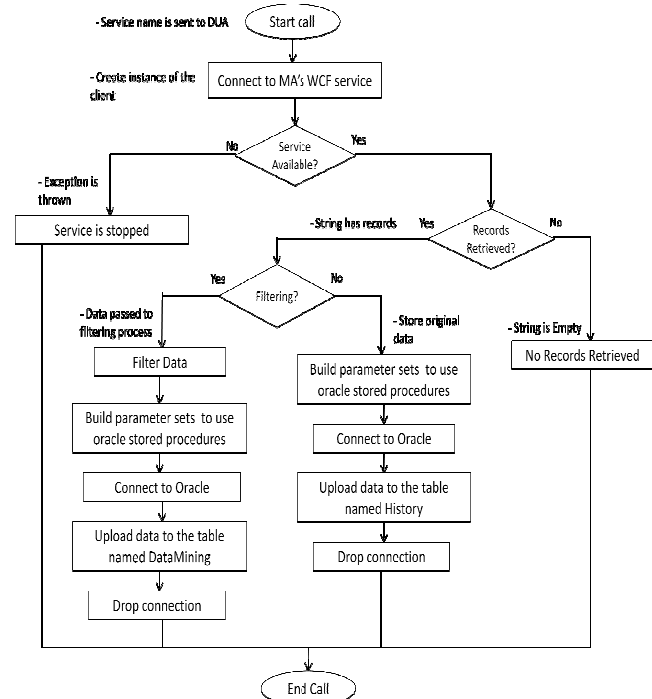 - Service name is sent to DUA
Start call
- Create instance of the
client
Connect to MA's WCF service
No
Service
Available?
Yes
- Exception is
thrown
Service is stopped
- String has records
Yes
Records
Retrieved?
No
Yes
Filtering?
No
- Data passed to
filtering process
- Store original
data
- String is Empty
No Records Retrieved
Filter Data
Build parameter sets to use
oracle stored procedures
Build parameter sets to use
oracle stored procedures
Connect to Oracle
Connect to Oracle
Upload data to the table
named History
Upload data to the table
named DataMining
Drop connection
Drop connection
End Call